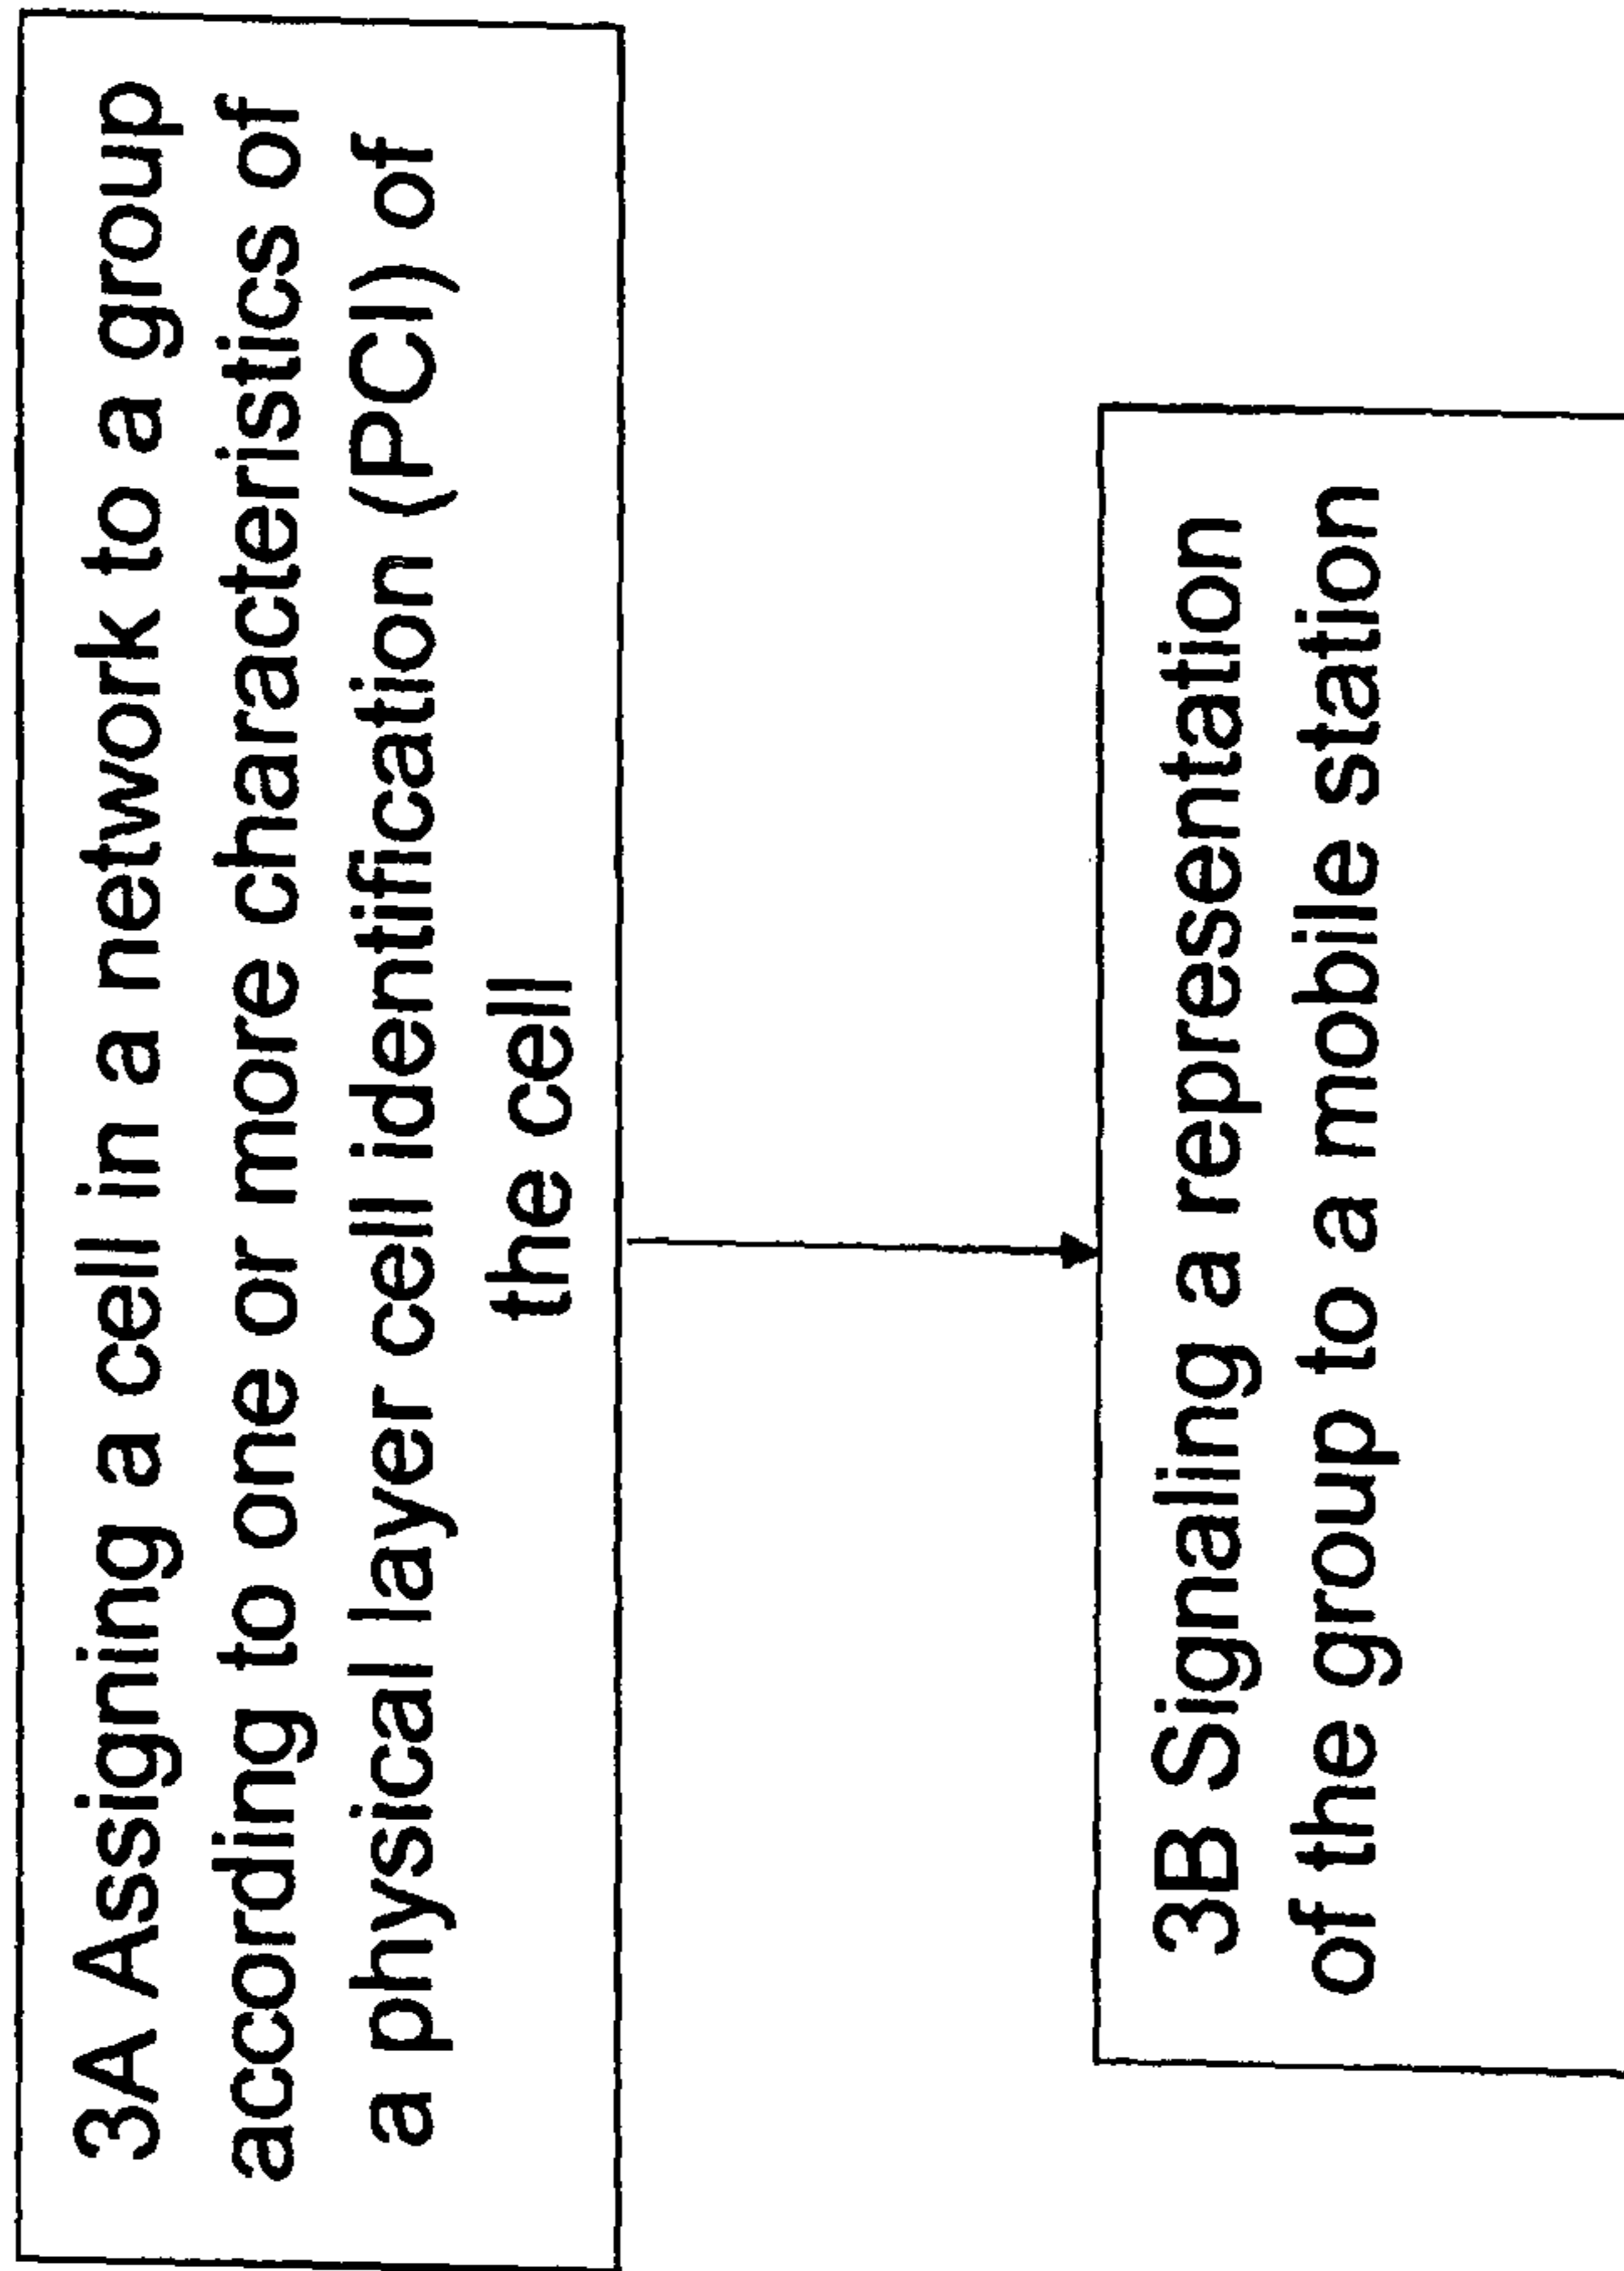 3A Assigning a cell in a network to a group
according to one or more characteristics of
a physical layer cell identification (PCI) of
the cell
3B Signaling a representation
of the group to a mobile station